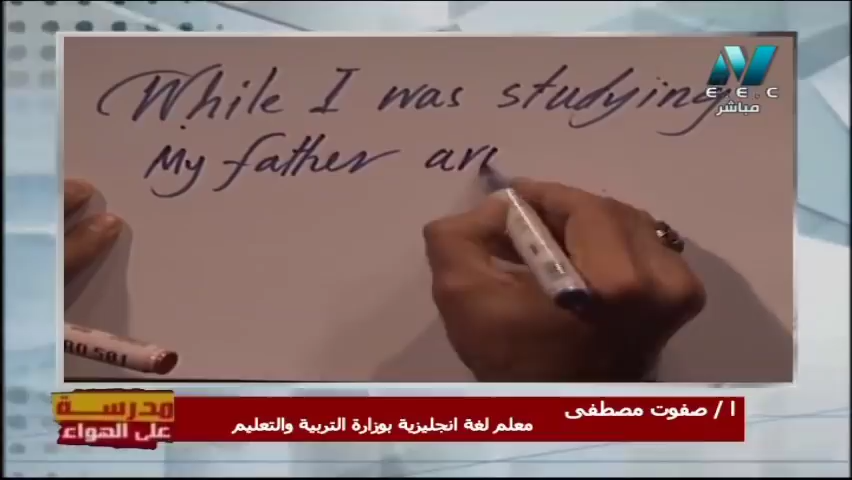 While I was studying
My father arr
E.E.C
مباشر
ا / صفوت مصطفى
معلم لغة انجليزية بوزارة التربية والتعليم
مدرسة
على الهواء